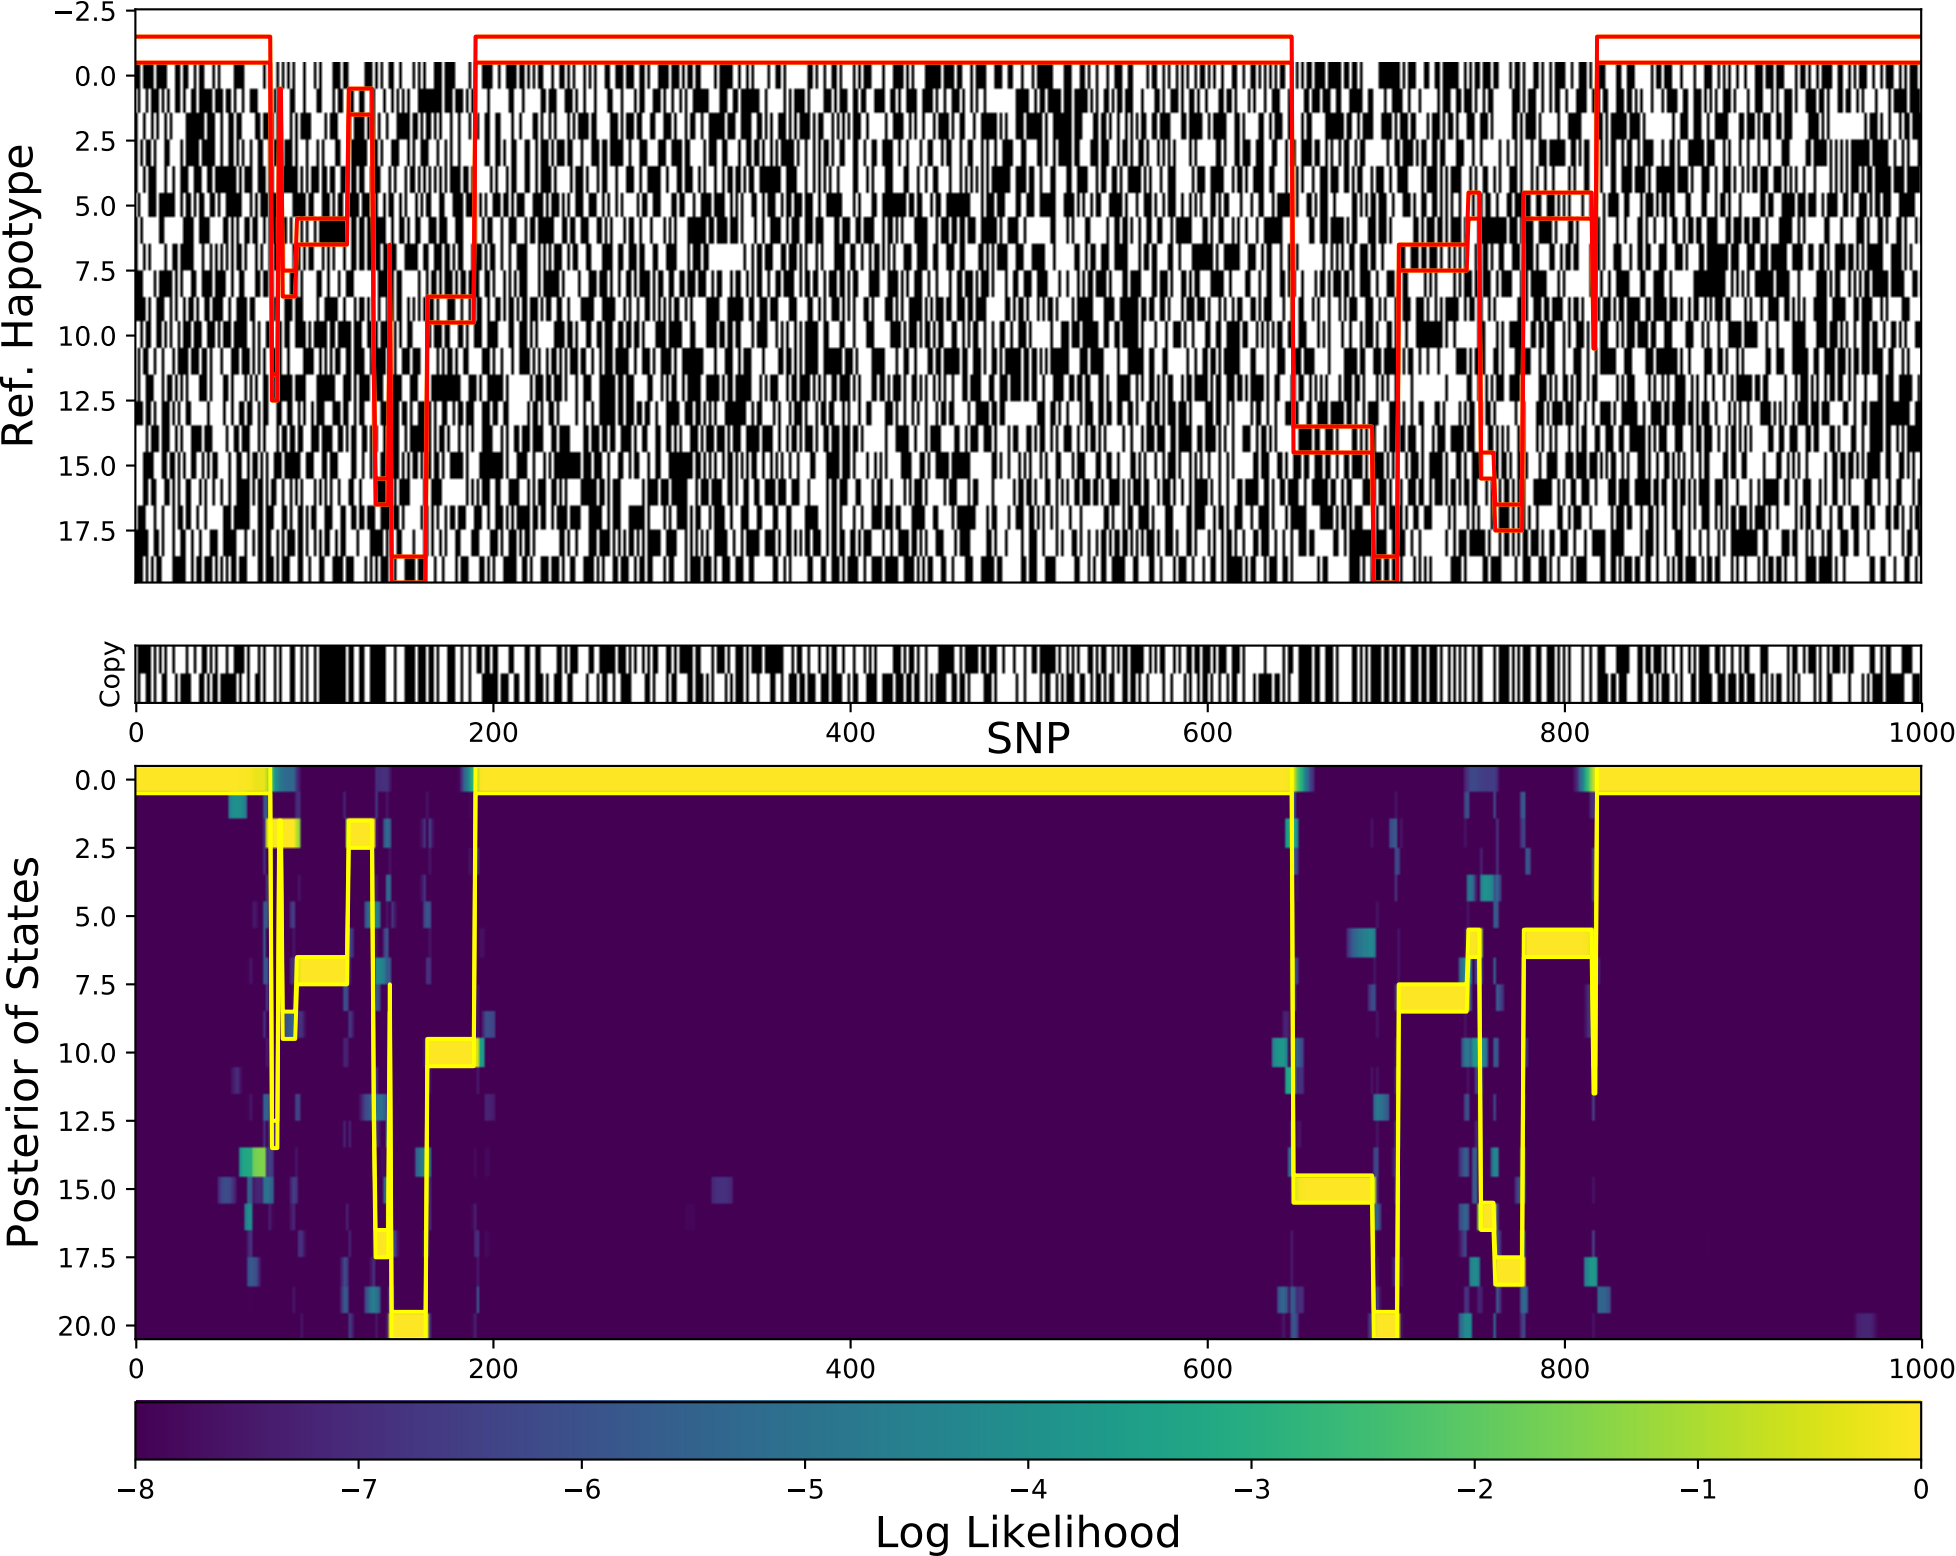 −2.5
0.0
2.5
5.0
7.5
10.0
12.5
15.0
17.5
Ref. Hapotype
Copy
0 200 400 600 800 1000
SNP
0.0
2.5
5.0
7.5
10.0
12.5
15.0
17.5
20.0
Posterior of States
0 200 400 600 800 1000
−8 −7 −6 −5 −4 −3 −2 −1 0
Log Likelihood